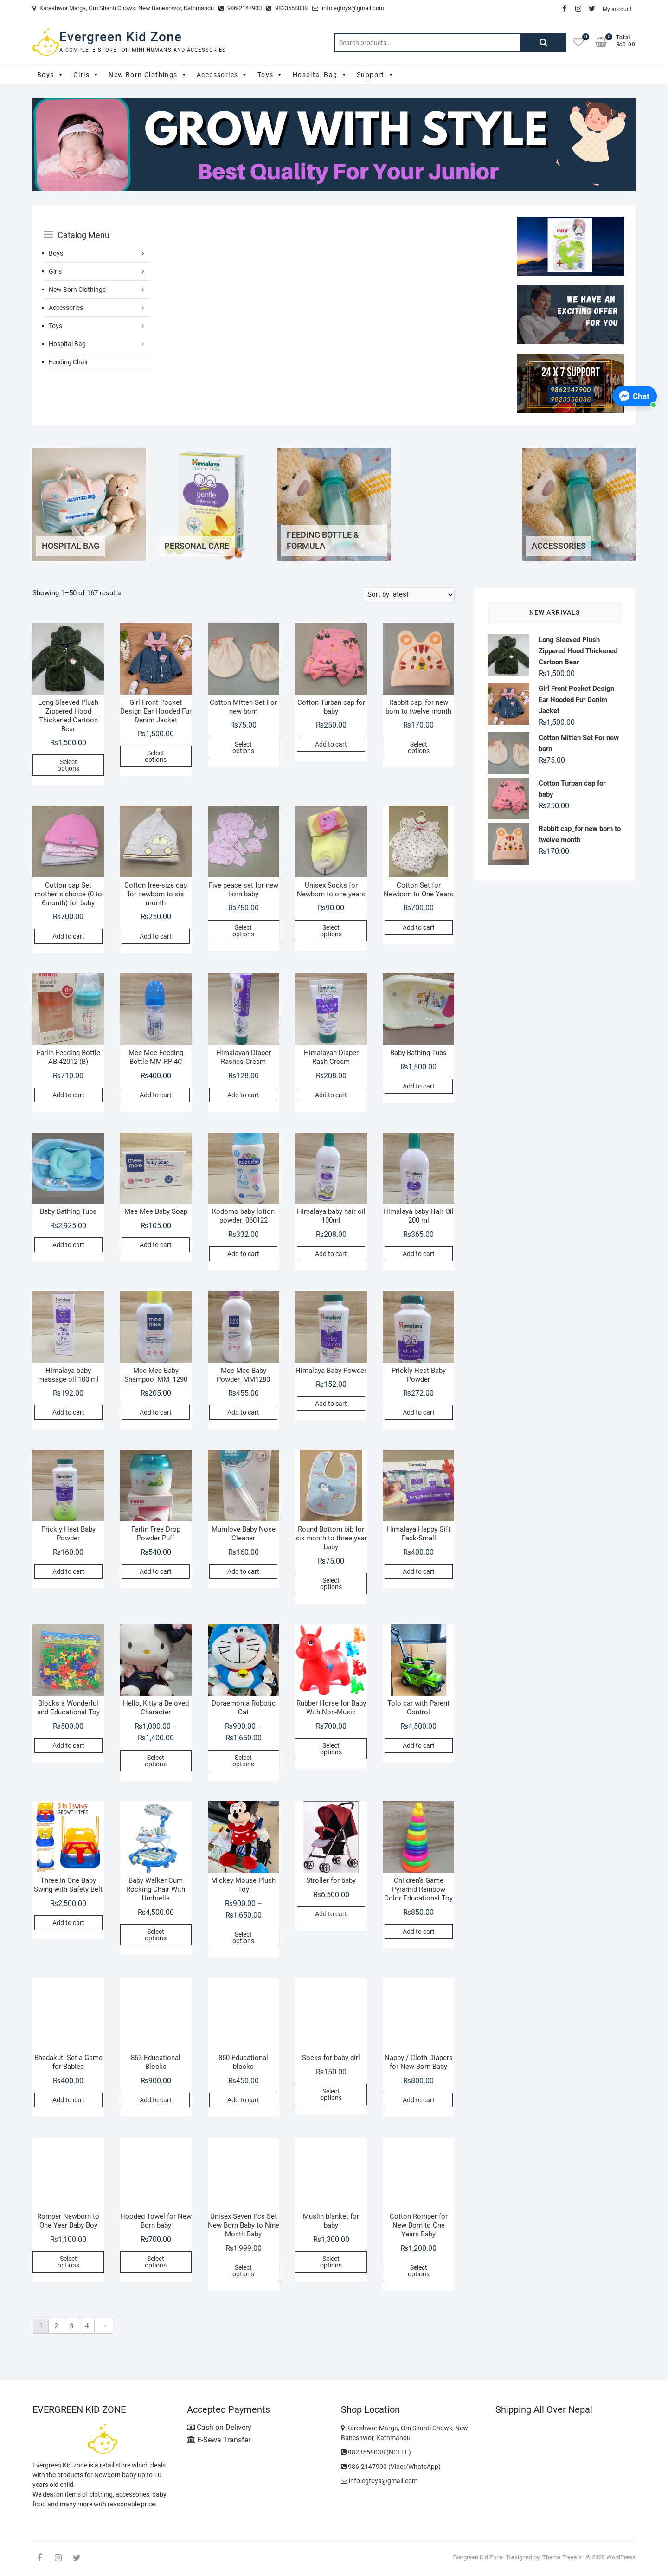 Kareshwor Marga, Om Shanti Chowk, New Baneshwor, Kathmandu 986-2147900 9823558038 info.egtoys@gmail.com My account
Evergreen Kid Zone
A COMPLETE STORE FOR MINI HUMANS AND ACCESSORIES
Search products...
0 0 Total
₨0.00
Boys Girls New Born Clothings Accessories Toys Hospital Bag Support
GROW WITH STYLE
Best Quality For Your Junior
Catalog Menu
Boys
Girls
New Born Clothings
Accessories
Toys
Hospital Bag
Feeding Chair
WE HAVE AN
EXCITING OFFER
FOR YOU
24 X 7 SUPPORT
9862147900
9823558038
Chat
HOSPITAL BAG
Himalaya
gentle
PERSONAL CARE
FEEDING BOTTLE &
FORMULA
ACCESSORIES
Showing 1–50 of 167 results
Sort by latest
Long Sleeved Plush Zippered Hood Thickened Cartoon Bear
₨1,500.00
Select options
Girl Front Pocket Design Ear Hooded Fur Denim Jacket
₨1,500.00
Select options
Cotton Mitten Set For new born
₨75.00
Select options
Cotton Turban cap for baby
₨250.00
Add to cart
Rabbit cap_for new born to twelve month
₨170.00
Select options
Cotton cap Set mother`s choice (0 to 6month) for baby
₨700.00
Add to cart
Cotton free-size cap for newborn to six month
₨250.00
Add to cart
Five peace set for new born baby
₨750.00
Select options
Unisex Socks for Newborn to one years
₨90.00
Select options
Cotton Set for Newborn to One Years
₨700.00
Add to cart
Farlin Feeding Bottle AB-42012 (B)
₨710.00
Add to cart
Mee Mee Feeding Bottle MM-RP-4C
₨400.00
Add to cart
Himalayan Diaper Rashes Cream
₨128.00
Add to cart
Himalayan Diaper Rash Cream
₨208.00
Add to cart
Baby Bathing Tubs
₨1,500.00
Add to cart
Baby Bathing Tubs
₨2,925.00
Add to cart
Mee Mee Baby Soap
₨105.00
Add to cart
Kodomo baby lotion powder_060122
₨332.00
Add to cart
Himalaya baby hair oil 100ml
₨208.00
Add to cart
Himalaya baby Hair Oil 200 ml
₨365.00
Add to cart
Himalaya baby massage oil 100 ml
₨192.00
Add to cart
Mee Mee Baby Shampoo_MM_1290
₨205.00
Add to cart
Mee Mee Baby Powder_MM1280
₨455.00
Add to cart
Himalaya Baby Powder
₨152.00
Add to cart
Prickly Heat Baby Powder
₨272.00
Add to cart
Prickly Heat Baby Powder
₨160.00
Add to cart
Farlin Free Drop Powder Puff
₨540.00
Add to cart
Mumlove Baby Nose Cleaner
₨160.00
Add to cart
Round Bottom bib for six month to three year baby
₨75.00
Select options
Himalaya Happy Gift Pack-Small
₨400.00
Add to cart
Blocks a Wonderful and Educational Toy
₨500.00
Add to cart
Hello, Kitty a Beloved Character
₨1,000.00 – ₨1,400.00
Select options
Doraemon a Robotic Cat
₨900.00 – ₨1,650.00
Select options
Rubber Horse for Baby With Non-Music
₨700.00
Select options
Tolo car with Parent Control
₨4,500.00
Add to cart
3 In 1 SWING
GROWTH TYPE
Three In One Baby Swing with Safety Belt
₨2,500.00
Add to cart
Baby Walker Cum Rocking Chair With Umbrella
₨4,500.00
Select options
Mickey Mouse Plush Toy
₨900.00 – ₨1,650.00
Select options
Stroller for baby
₨6,500.00
Add to cart
Children's Game Pyramid Rainbow Color Educational Toy
₨850.00
Add to cart
Bhadakuti Set a Game for Babies
₨400.00
Add to cart
863 Educational Blocks
₨900.00
Add to cart
860 Educational blocks
₨450.00
Add to cart
Socks for baby girl
₨150.00
Select options
Nappy / Cloth Diapers for New Born Baby
₨800.00
Add to cart
Romper Newborn to One Year Baby Boy
₨1,100.00
Select options
Hooded Towel for New Born baby
₨700.00
Select options
Unisex Seven Pcs Set New Born Baby to Nine Month Baby
₨1,999.00
Select options
Muslin blanket for baby
₨1,300.00
Select options
Cotton Romper for New Born to One Years Baby
₨1,200.00
Select options
1 2 3 4 →
NEW ARRIVALS
Long Sleeved Plush
Zippered Hood Thickened
Cartoon Bear
₨1,500.00
Girl Front Pocket Design
Ear Hooded Fur Denim
Jacket
₨1,500.00
Cotton Mitten Set For new
born
₨75.00
Cotton Turban cap for
baby
₨250.00
Rabbit cap_for new born to
twelve month
₨170.00
EVERGREEN KID ZONE
Evergreen Kid zone is a retail store which deals
with the products for Newborn baby up to 10
years old child.
We deal on items of clothing, accessories, baby
food and many more with reasonable price.
Accepted Payments
Cash on Delivery
E-Sewa Transfer
Shop Location
Kareshwor Marga, Om Shanti Chowk, New
Baneshwor, Kathmandu
9823558038 (NCELL)
986-2147900 (Viber/WhatsApp)
info.egtoys@gmail.com
Shipping All Over Nepal
Evergreen Kid Zone | Designed by: Theme Freesia | © 2023 WordPress